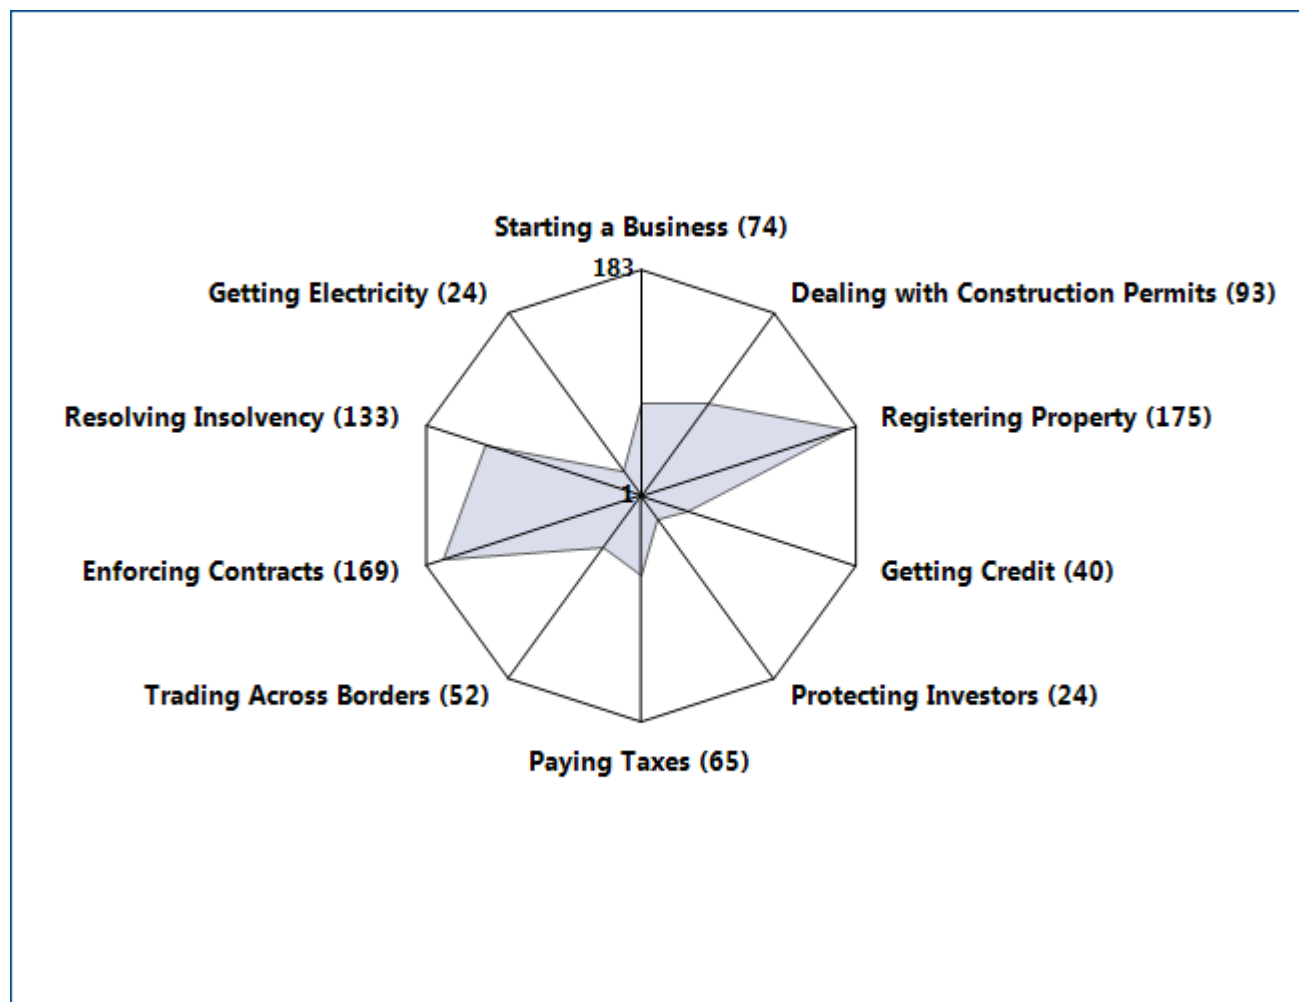 Starting a Business (74)
183
Getting Electricity (24)
Dealing with Construction Permits (93)
Resolving Insolvency (133)
Registering Property (175)
1
Enforcing Contracts (169)
Getting Credit (40)
Trading Across Borders (52)
Protecting Investors (24)
Paying Taxes (65)